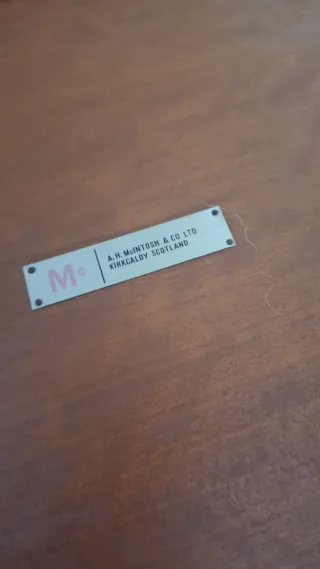 Mc
A.H. McINTOSH & CO LTD
KIRKCALDY SCOTLAND